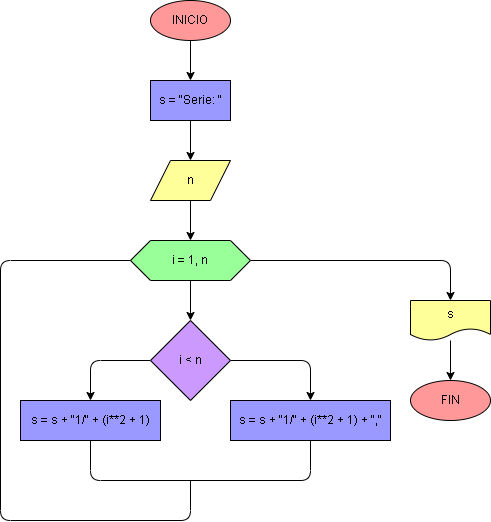 INICIO
s = "Serie: "
n
i = 1, n
s
i < n
FIN
s = s + "1/" + (i**2 + 1)
s = s + "1/" + (i**2 + 1) + ","